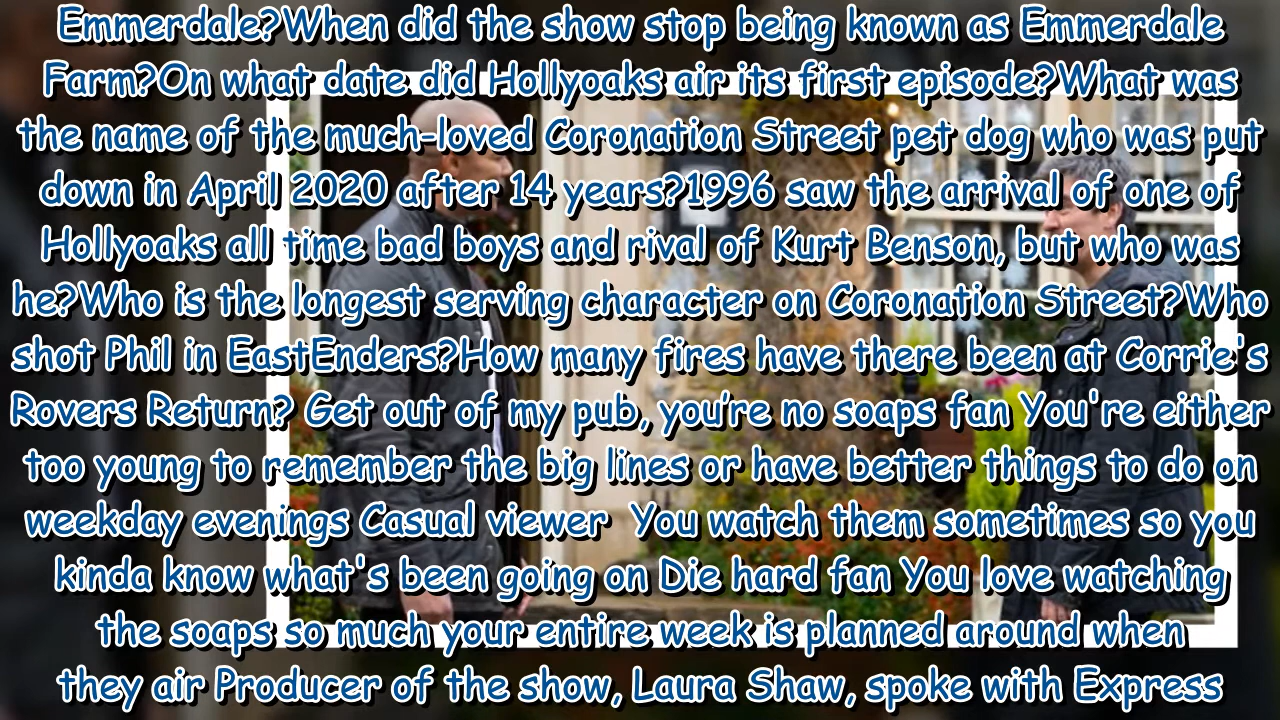 Emmerdale?When did the show stop being known as Emmerdale
Farm?On what date did Hollyoaks air its first episode?What was
the name of the much-loved Coronation Street pet dog who was put
down in April 2020 after 14 years?1996 saw the arrival of one of
Hollyoaks all time bad boys and rival of Kurt Benson, but who was
he?Who is the longest serving character on Coronation Street?Who
shot Phil in EastEnders?How many fires have there been at Corrie's
Rovers Return? Get out of my pub, you’re no soaps fan You're either
too young to remember the big lines or have better things to do on
weekday evenings Casual viewer  You watch them sometimes so you
kinda know what's been going on Die hard fan You love watching
the soaps so much your entire week is planned around when
they air Producer of the show, Laura Shaw, spoke with Express